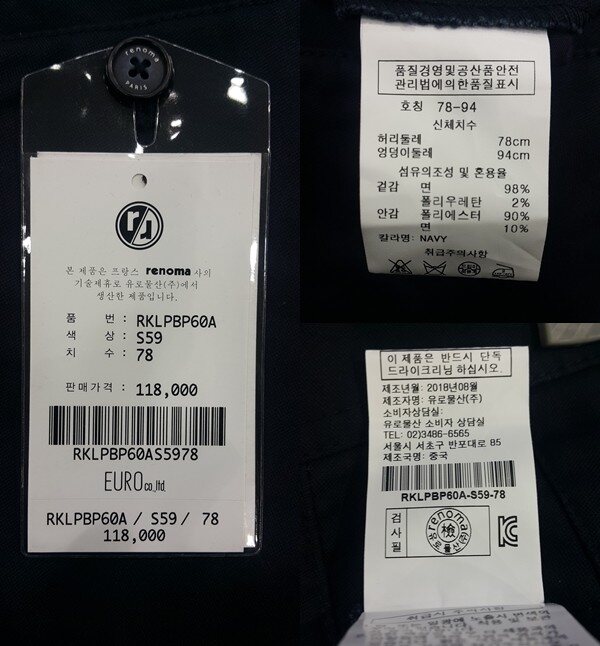 renoma
PARIS
본 제품은 프랑스 renoma 사의
기술제휴로 유로물산(주)에서
생산한 제품입니다.
품 번 : RKLPBP60A
색 상 : S59
치 수 : 78
판매가격 : 118,000
RKLPBP60AS5978
EURO co.,ltd.
RKLPBP60A / S59 / 78
118,000
품질경영및공산품안전
관리법에의한품질표시
호칭 78-94
신체치수
허리둘레 78cm
엉덩이둘레 94cm
섬유의조성 및 혼용율
겉감 면 98%
폴리우레탄 2%
안감 폴리에스터 90%
면 10%
칼라명: NAVY
취급주의사항
이 제품은 반드시 단독
드라이크리닝 하십시오.
제조년월: 2018년08월
제조자명: 유로물산(주)
소비자상담실:
유로물산 소비자 상담실
TEL: 02)3486-6565
서울시 서초구 반포대로 85
제조국명: 중국
RKLPBP60A-S59-78
검사필
renoma
檢
유로물산(주)
취급시 주의사항